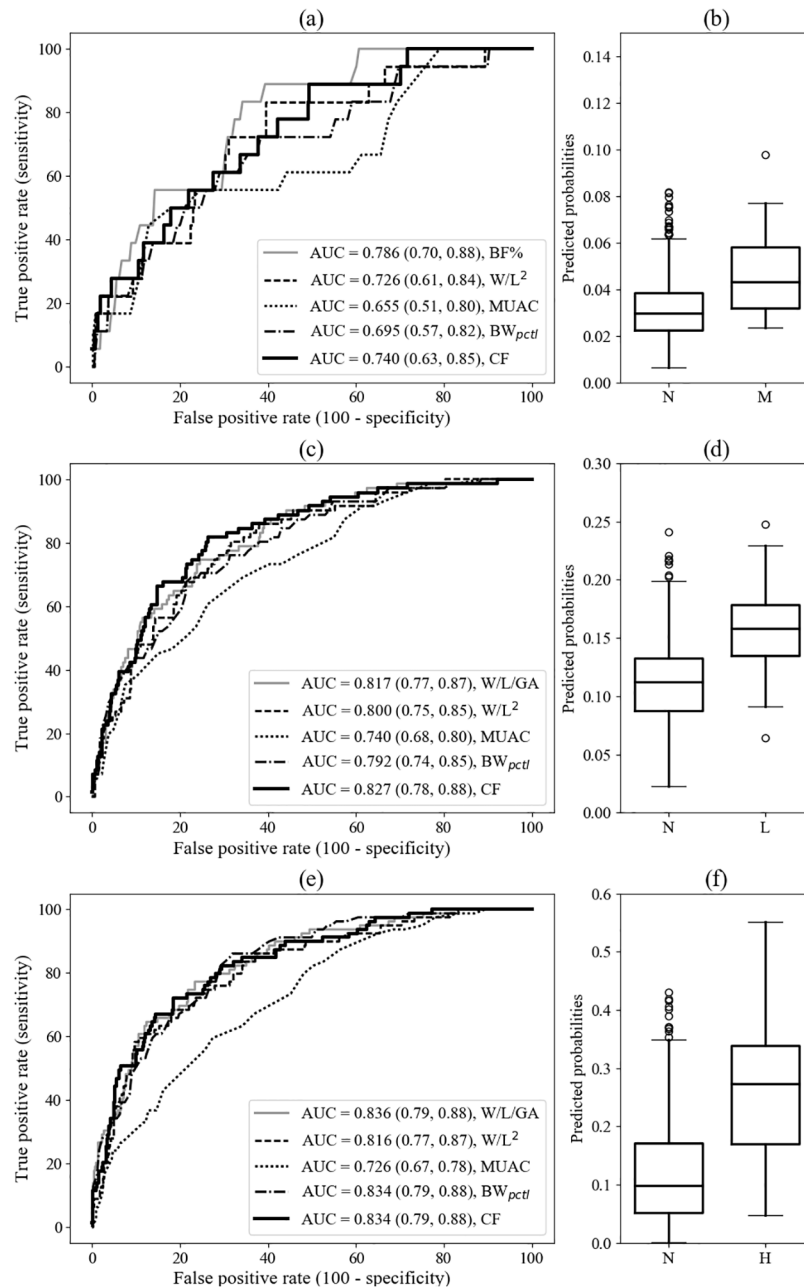 (a)
(b)
True positive rate (sensitivity)
100
80
60
40
20
0
AUC = 0.786 (0.70, 0.88), BF%
AUC = 0.726 (0.61, 0.84), W/L²
AUC = 0.655 (0.51, 0.80), MUAC
AUC = 0.695 (0.57, 0.82), BWpctl
AUC = 0.740 (0.63, 0.85), CF
0 20 40 60 80 100
False positive rate (100 - specificity)
Predicted probabilities
0.14
0.12
0.10
0.08
0.06
0.04
0.02
0.00
N M
(c)
(d)
True positive rate (sensitivity)
100
80
60
40
20
0
AUC = 0.817 (0.77, 0.87), W/L/GA
AUC = 0.800 (0.75, 0.85), W/L²
AUC = 0.740 (0.68, 0.80), MUAC
AUC = 0.792 (0.74, 0.85), BWpctl
AUC = 0.827 (0.78, 0.88), CF
0 20 40 60 80 100
False positive rate (100 - specificity)
Predicted probabilities
0.30
0.25
0.20
0.15
0.10
0.05
0.00
N L
(e)
(f)
True positive rate (sensitivity)
100
80
60
40
20
0
AUC = 0.836 (0.79, 0.88), W/L/GA
AUC = 0.816 (0.77, 0.87), W/L²
AUC = 0.726 (0.67, 0.78), MUAC
AUC = 0.834 (0.79, 0.88), BWpctl
AUC = 0.834 (0.79, 0.88), CF
0 20 40 60 80 100
False positive rate (100 - specificity)
Predicted probabilities
0.6
0.5
0.4
0.3
0.2
0.1
0.0
N H